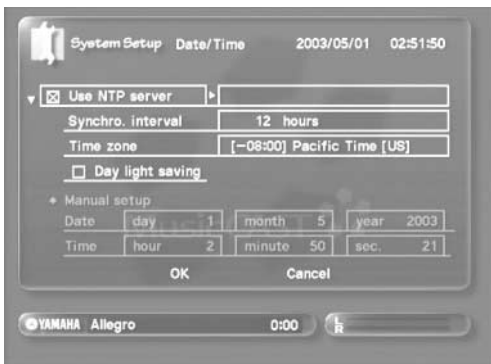 System Setup Date/Time 2003/05/01 02:51:50
Use NTP server
Synchro. interval 12 hours
Time zone [-08:00] Pacific Time [US]
Day light saving
Manual setup
Date day 1 month 5 year 2003
Time hour 2 minute 50 sec. 21
OK Cancel
YAMAHA Allegro 0:00 L R